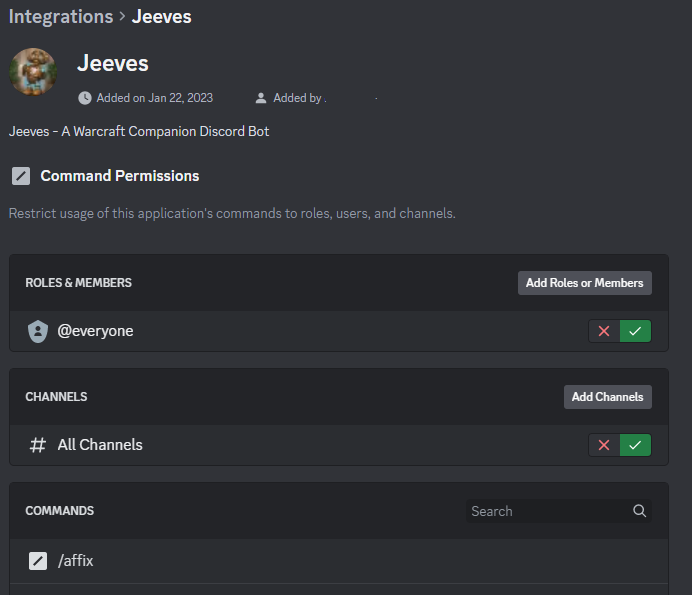 Integrations > Jeeves
Jeeves
Added on Jan 22, 2023 Added by .
Jeeves - A Warcraft Companion Discord Bot
Command Permissions
Restrict usage of this application's commands to roles, users, and channels.
ROLES & MEMBERS Add Roles or Members
@everyone
CHANNELS Add Channels
# All Channels
COMMANDS Search
/affix